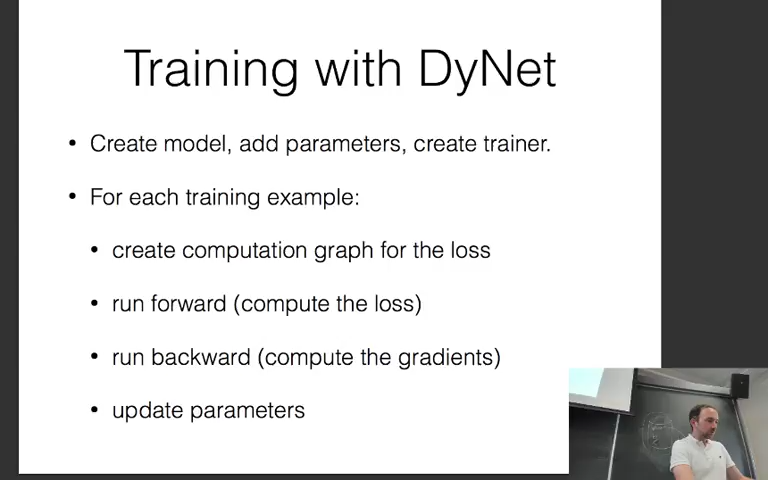 Training with DyNet
• Create model, add parameters, create trainer.
• For each training example:
• create computation graph for the loss
• run forward (compute the loss)
• run backward (compute the gradients)
• update parameters